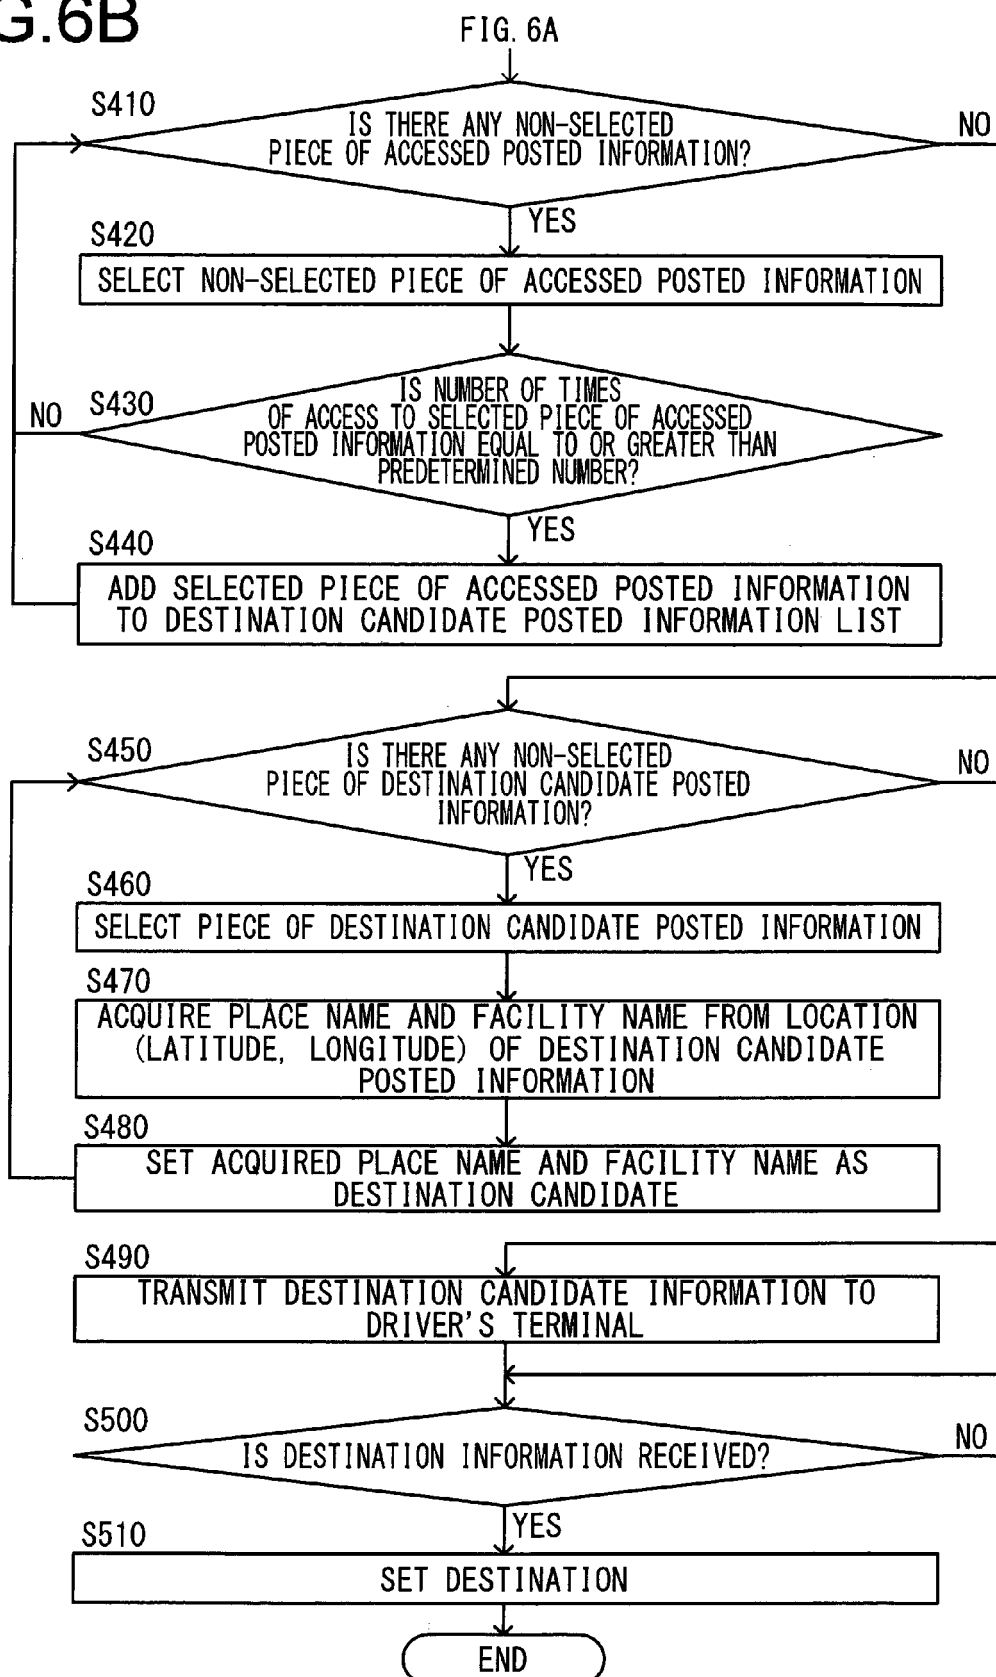 G.6B
FIG. 6A
S410
IS THERE ANY NON-SELECTED
PIECE OF ACCESSED POSTED INFORMATION?
NO
YES
S420
SELECT NON-SELECTED PIECE OF ACCESSED POSTED INFORMATION
NO
S430
IS NUMBER OF TIMES
OF ACCESS TO SELECTED PIECE OF ACCESSED
POSTED INFORMATION EQUAL TO OR GREATER THAN
PREDETERMINED NUMBER?
YES
S440
ADD SELECTED PIECE OF ACCESSED POSTED INFORMATION
TO DESTINATION CANDIDATE POSTED INFORMATION LIST
S450
IS THERE ANY NON-SELECTED
PIECE OF DESTINATION CANDIDATE POSTED
INFORMATION?
NO
YES
S460
SELECT PIECE OF DESTINATION CANDIDATE POSTED INFORMATION
S470
ACQUIRE PLACE NAME AND FACILITY NAME FROM LOCATION
(LATITUDE, LONGITUDE) OF DESTINATION CANDIDATE
POSTED INFORMATION
S480
SET ACQUIRED PLACE NAME AND FACILITY NAME AS
DESTINATION CANDIDATE
S490
TRANSMIT DESTINATION CANDIDATE INFORMATION TO
DRIVER'S TERMINAL
S500
IS DESTINATION INFORMATION RECEIVED?
NO
YES
S510
SET DESTINATION
END